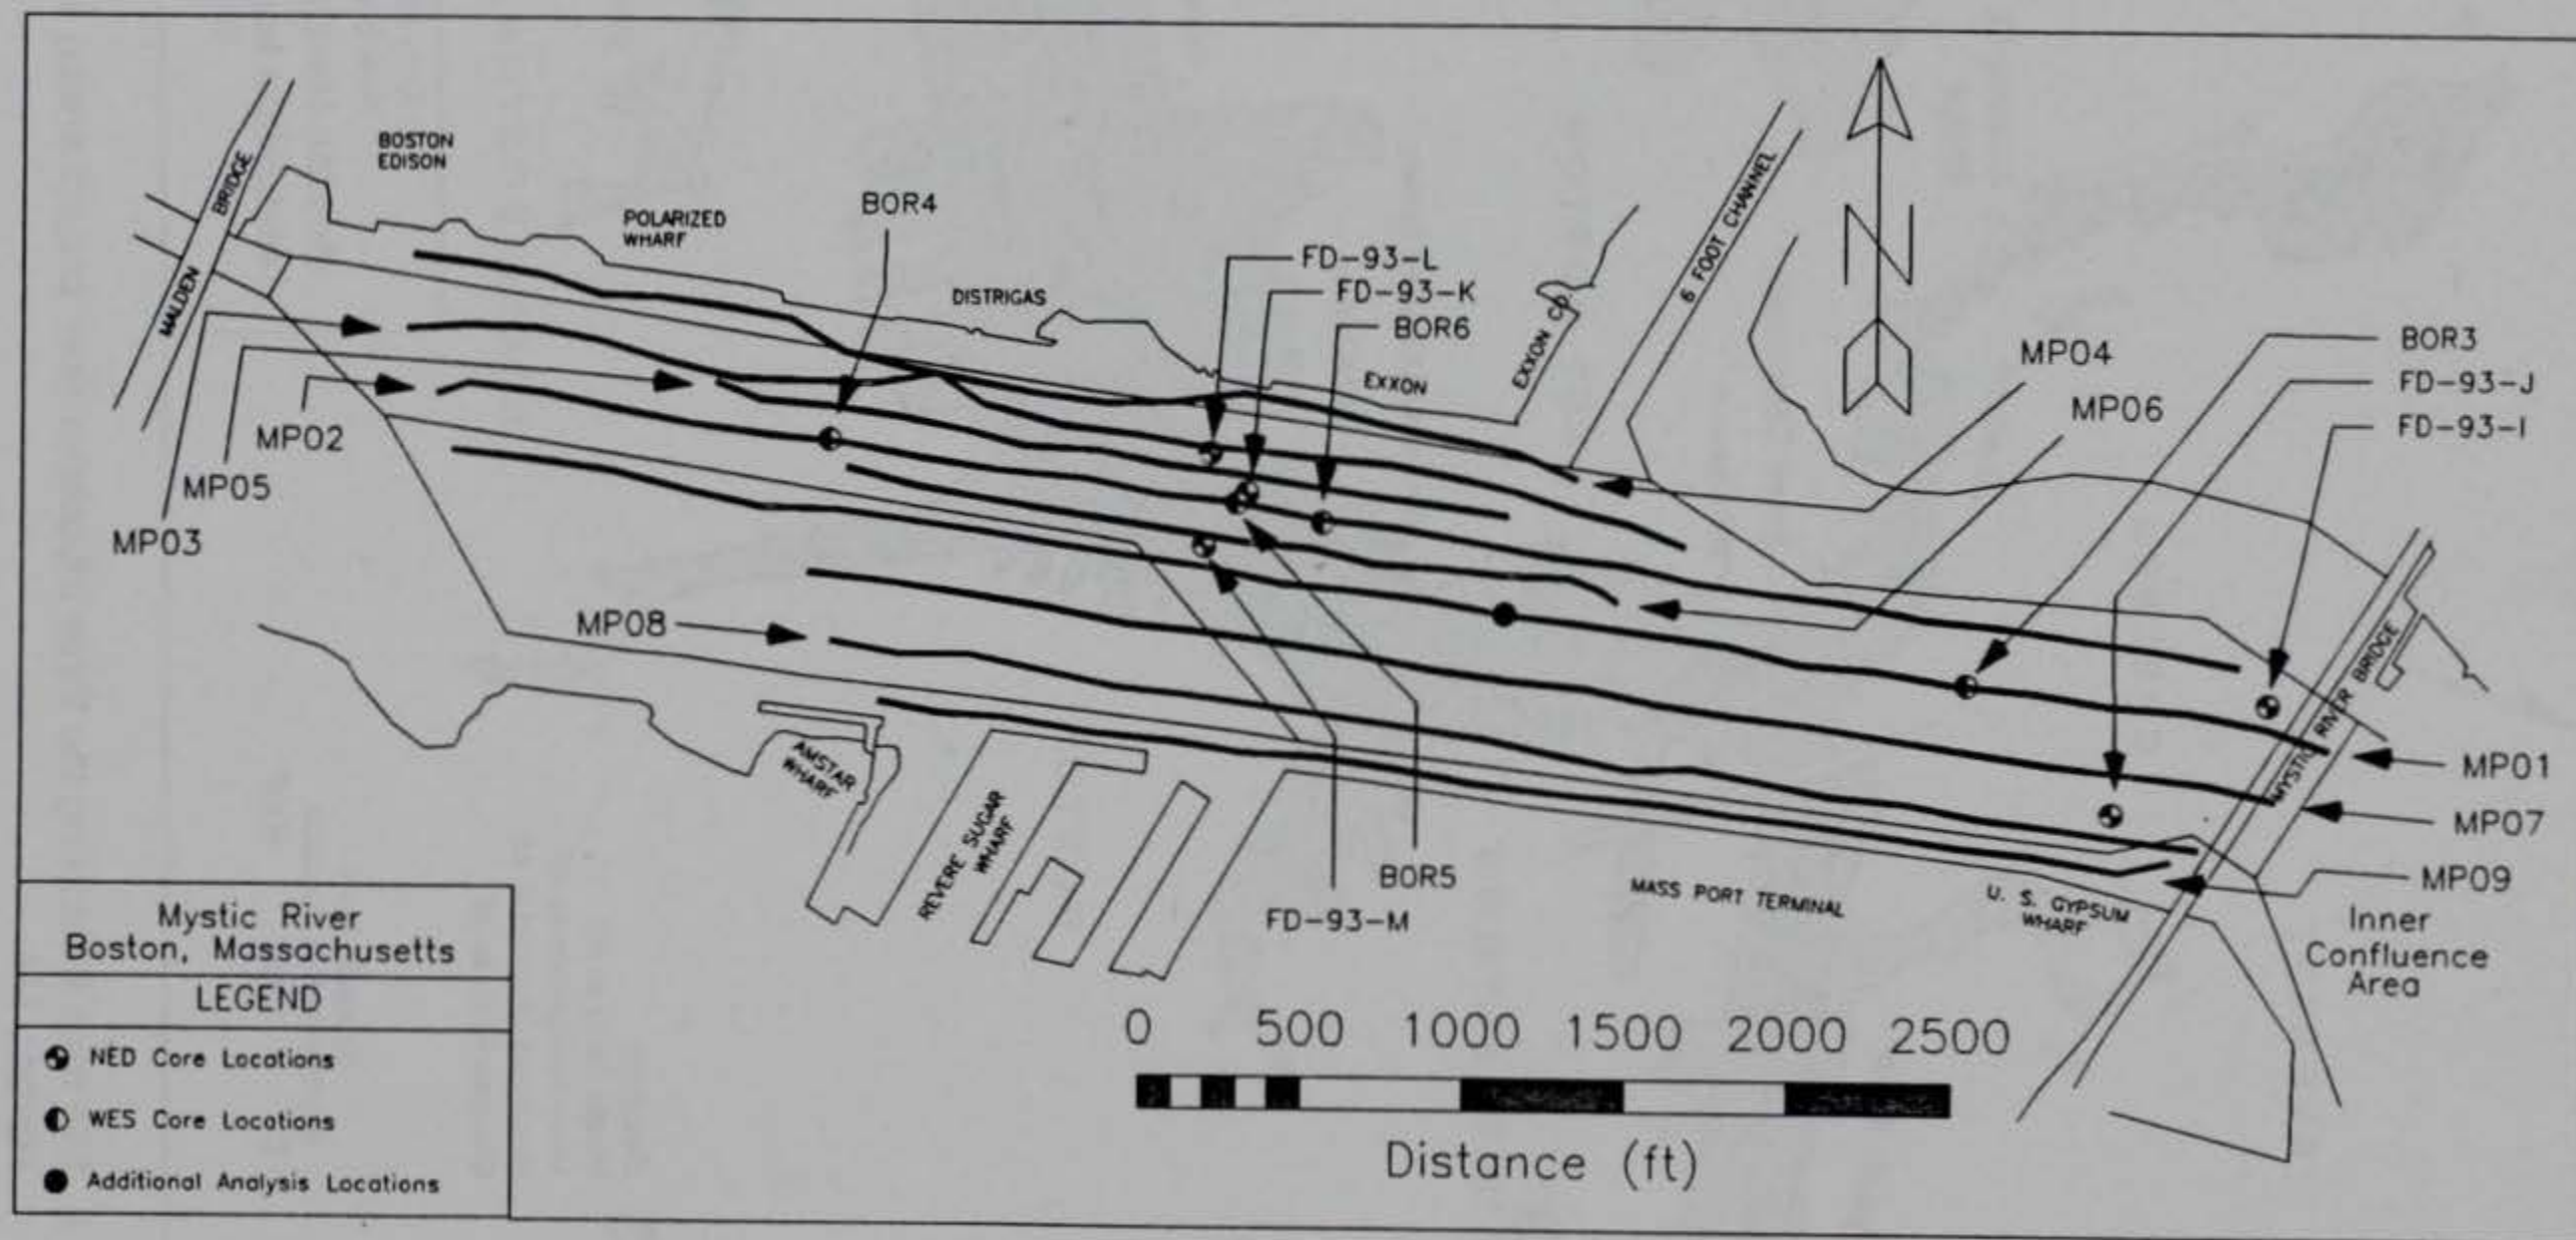 BOSTON
EDISON
MALDEN BRIDGE
POLARIZED
WHARF
BOR4
DISTRIGAS
FD-93-L
FD-93-K
BOR6
EXXON
EXXON CO.
6 FOOT CHANNEL
N
MP04
MP06
BOR3
FD-93-J
FD-93-I
MP02
MP05
MP03
MP08
AMSTAR
WHARF
REVERE SUGAR
WHARF
BOR5
FD-93-M
MASS PORT TERMINAL
U. S. GYPSUM
WHARF
MYSTIC RIVER BRIDGE
MP01
MP07
MP09
Inner
Confluence
Area
Mystic River
Boston, Massachusetts
LEGEND
NED Core Locations
WES Core Locations
Additional Analysis Locations
0 500 1000 1500 2000 2500
Distance (ft)